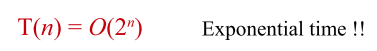 T(n) = O(2ⁿ) Exponential time !!